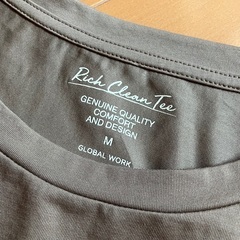 Rich Clean Tee
GENUINE QUALITY
COMFORT
AND DESIGN
M
GLOBAL WORK